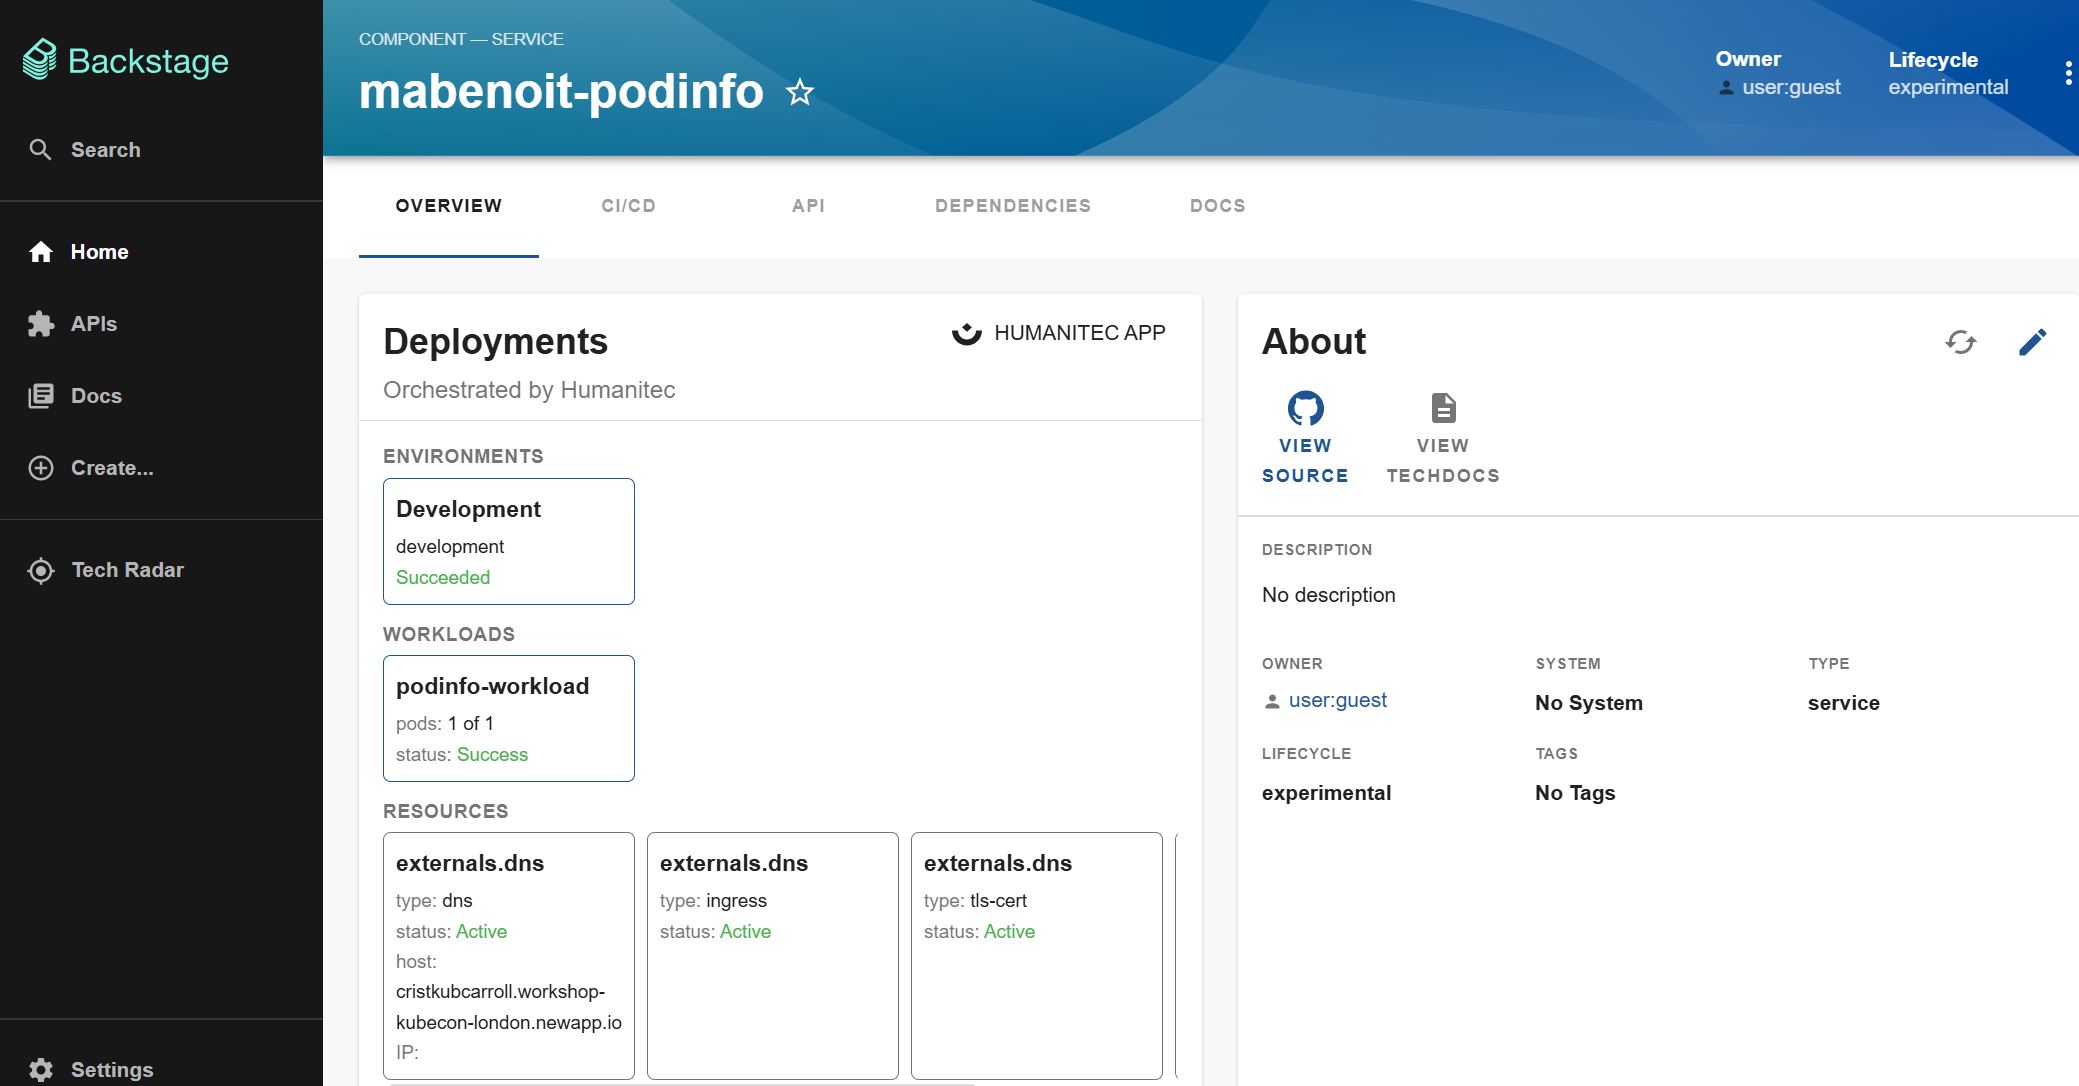 Backstage
Search
Home
APIs
Docs
Create...
Tech Radar
Settings
COMPONENT — SERVICE
mabenoit-podinfo
Owner
user:guest
Lifecycle
experimental
OVERVIEW
CI/CD
API
DEPENDENCIES
DOCS
Deployments
HUMANITEC APP
Orchestrated by Humanitec
ENVIRONMENTS
Development
development
Succeeded
WORKLOADS
podinfo-workload
pods: 1 of 1
status: Success
RESOURCES
externals.dns
type: dns
status: Active
host:
cristkubcarroll.workshop-
kubecon-london.newapp.io
IP:
externals.dns
type: ingress
status: Active
externals.dns
type: tls-cert
status: Active
About
VIEW
SOURCE
VIEW
TECHDOCS
DESCRIPTION
No description
OWNER
user:guest
SYSTEM
No System
TYPE
service
LIFECYCLE
experimental
TAGS
No Tags